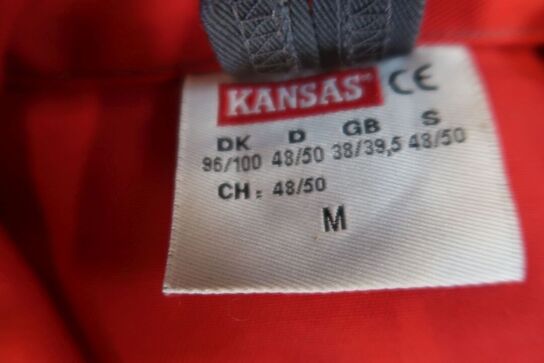 KANSAS® CE
DK D GB S
96/100 48/50 38/39,5 48/50
CH: 48/50
M